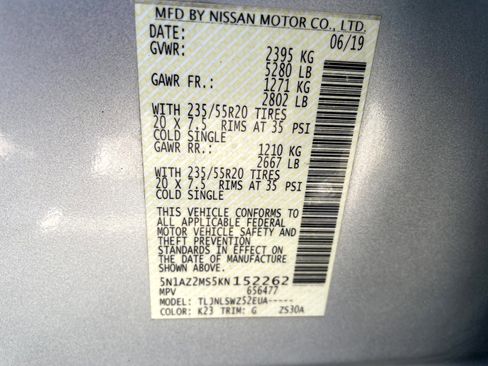 MFD BY NISSAN MOTOR CO., LTD.
DATE: 06/19
GVWR: 2395 KG
5280 LB
GAWR FR.: 1271 KG
2802 LB
WITH 235/55R20 TIRES
20 X 7.5 RIMS AT 35 PSI
COLD SINGLE
GAWR RR.: 1210 KG
2667 LB
WITH 235/55R20 TIRES
20 X 7.5 RIMS AT 35 PSI
COLD SINGLE
THIS VEHICLE CONFORMS TO
ALL APPLICABLE FEDERAL
MOTOR VEHICLE SAFETY AND
THEFT PREVENTION
STANDARDS IN EFFECT ON
THE DATE OF MANUFACTURE
SHOWN ABOVE.
5N1AZ2MS5KN152262
MPV 656477
MODEL: TLJNLSWZ52EUA-----
COLOR: K23 TRIM: G ZS30A